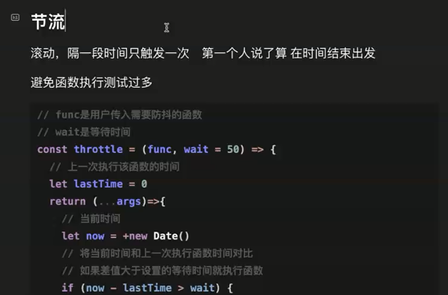 节流
滚动，隔一段时间只触发一次 第一个人说了算 在时间结束出发
避免函数执行测试过多
// func是用户传入需要防抖的函数
// wait是等待时间
const throttle = (func, wait = 50) => {
// 上一次执行该函数的时间
let lastTime = 0
return (...args)=>{
// 当前时间
let now = +new Date()
// 将当前时间和上一次执行函数时间对比
// 如果差值大于设置的等待时间就执行函数
if (now - lastTime > wait) {